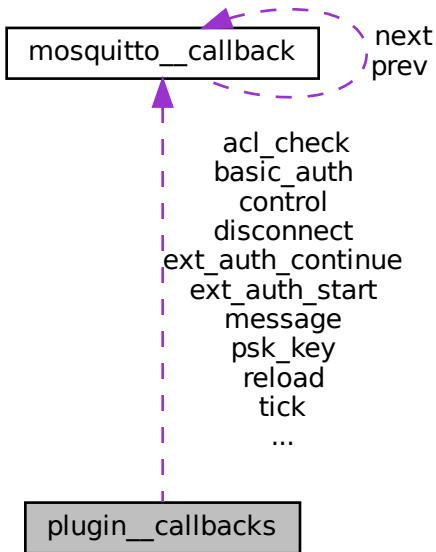 next
mosquitto__callback
prev
acl_check
basic_auth
control
disconnect
ext_auth_continue
ext_auth_start
message
psk_key
reload
tick
...
plugin__callbacks